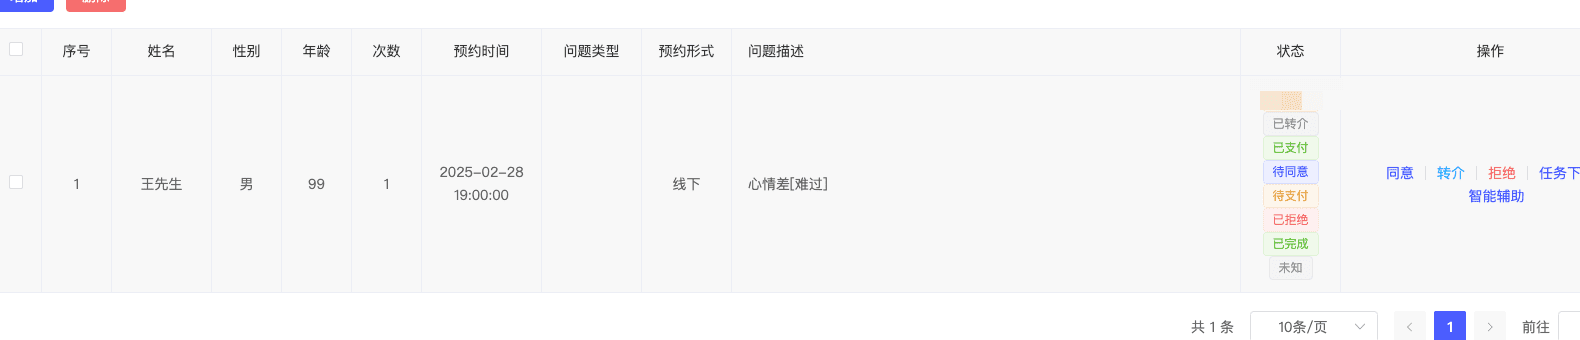 序号 姓名 性别 年龄 次数 预约时间 问题类型 预约形式 问题描述 状态 操作
1 王先生 男 99 1 2025-02-28 19:00:00 线下 心情差[难过]
已转介
已支付
待同意
待支付
已拒绝
已完成
未知
同意 转介 拒绝 任务下
智能辅助
共 1 条 10条/页 1 前往